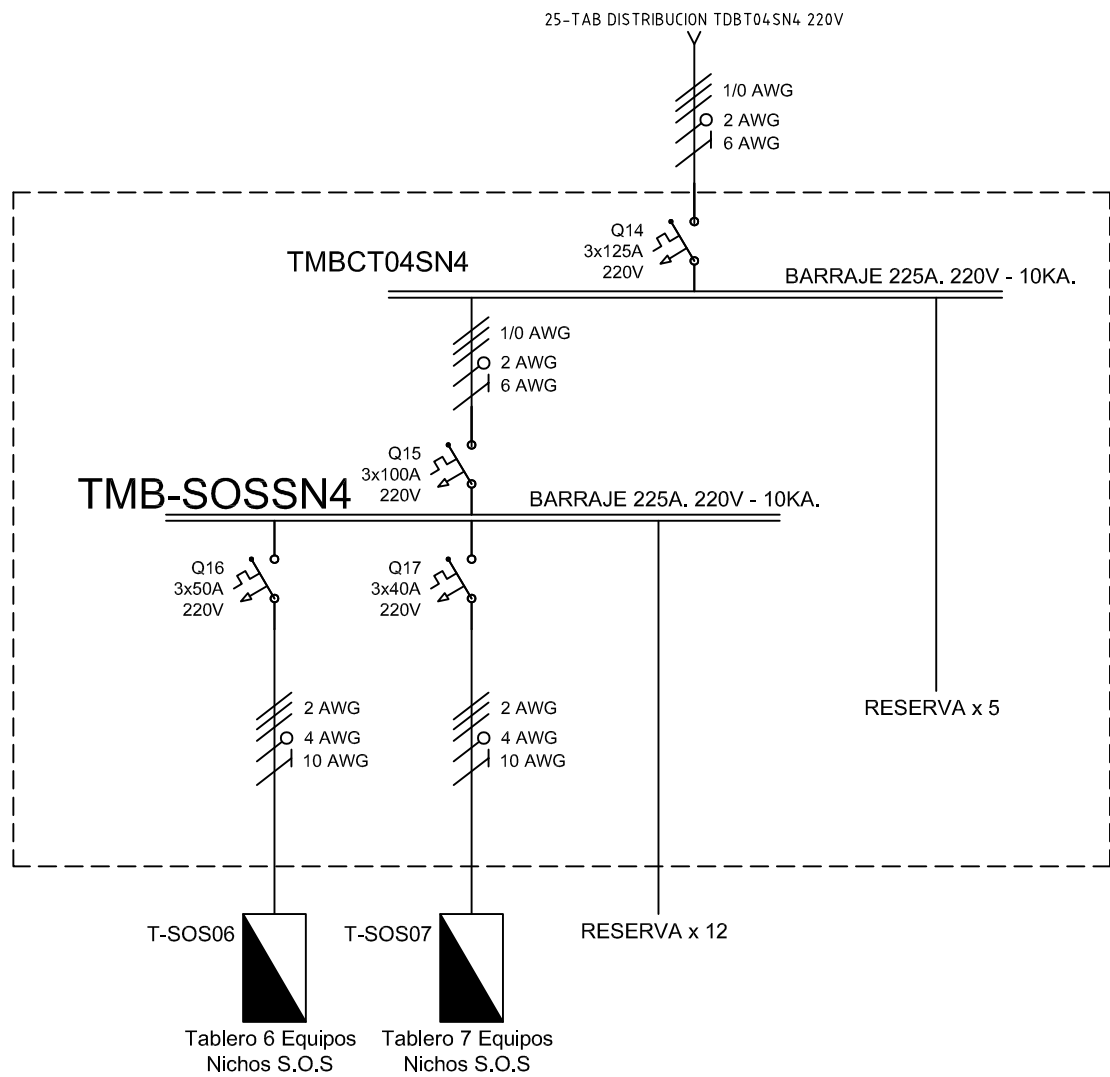 25-TAB DISTRIBUCION TDBT04SN4 220V
1/0 AWG
2 AWG
6 AWG
Q14
3x125A
220V
TMBCT04SN4
BARRAJE 225A. 220V - 10KA.
1/0 AWG
2 AWG
6 AWG
Q15
3x100A
220V
TMB-SOSSN4
BARRAJE 225A. 220V - 10KA.
Q16
3x50A
220V
Q17
3x40A
220V
2 AWG
4 AWG
10 AWG
2 AWG
4 AWG
10 AWG
RESERVA x 5
T-SOS06
T-SOS07
RESERVA x 12
Tablero 6 Equipos
Nichos S.O.S
Tablero 7 Equipos
Nichos S.O.S